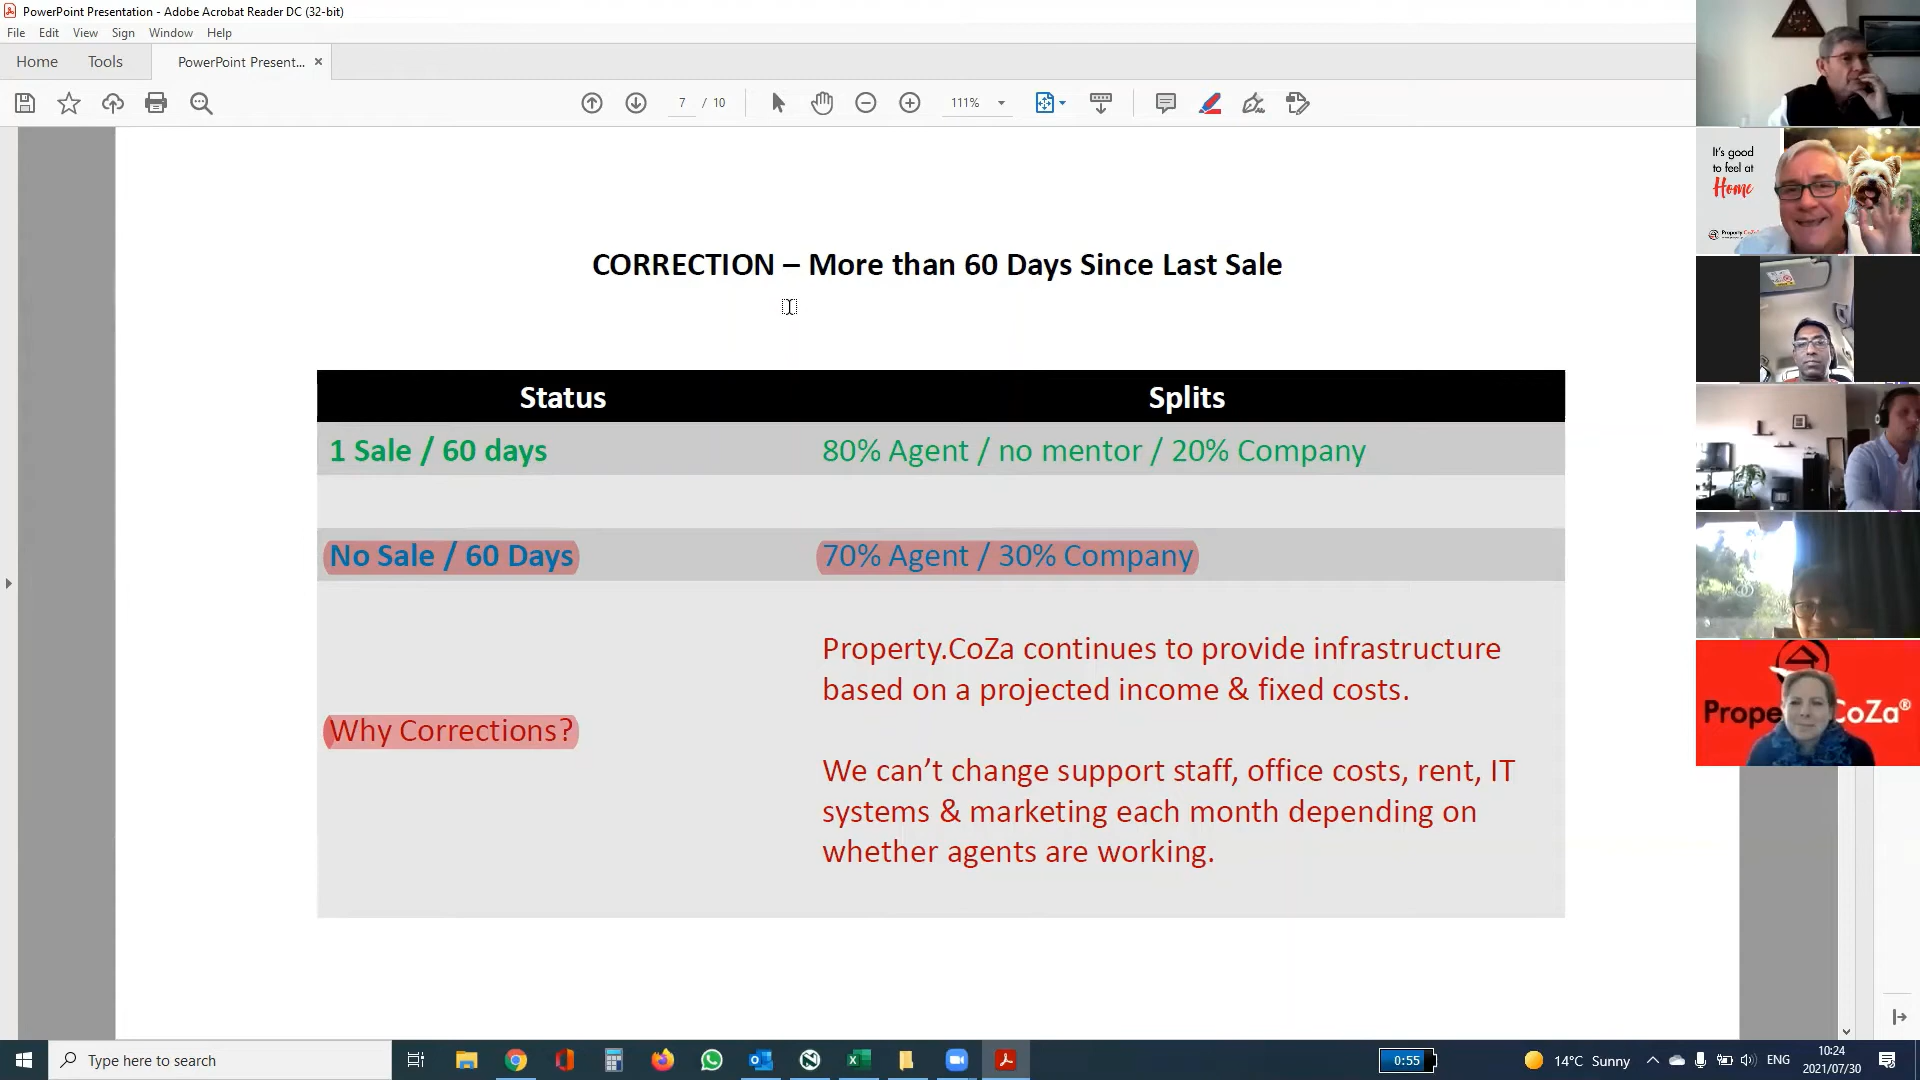 PowerPoint Presentation - Adobe Acrobat Reader DC (32-bit)
File Edit View Sign Window Help
Home Tools PowerPoint Present... ×
7 / 10 111%
CORRECTION – More than 60 Days Since Last Sale
Status Splits
1 Sale / 60 days 80% Agent / no mentor / 20% Company
No Sale / 60 Days 70% Agent / 30% Company
Why Corrections?
Property.CoZa continues to provide infrastructure
based on a projected income & fixed costs.
We can’t change support staff, office costs, rent, IT
systems & marketing each month depending on
whether agents are working.
It's good
to feel at
Home
Property CoZa
Prope CoZa®
Type here to search
0:55
14°C Sunny
ENG
10:24
2021/07/30